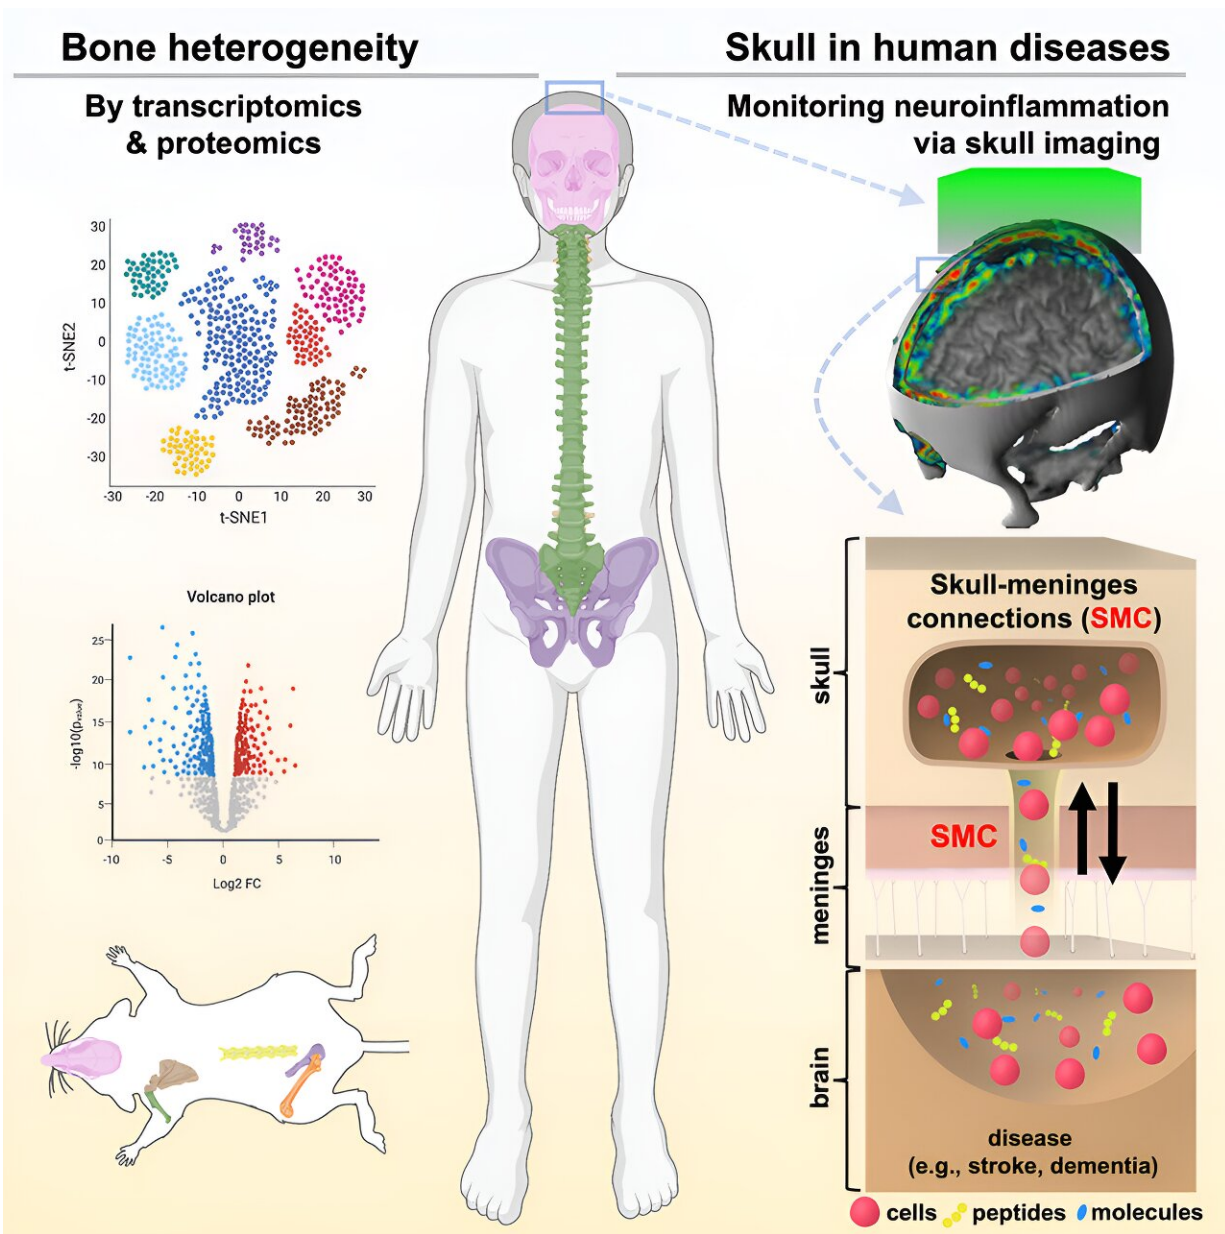 Bone heterogeneity
By transcriptomics
& proteomics
30
20
10
0
-10
-20
-30
t-SNE2
-30 -20 -10 0 10 20 30
t-SNE1
Volcano plot
25
20
15
10
5
0
-log10(pvalue)
-10 -5 0 5 10
Log2 FC
Skull in human diseases
Monitoring neuroinflammation
via skull imaging
skull
Skull-meninges
connections (SMC)
meninges
SMC
brain
disease
(e.g., stroke, dementia)
cells peptides molecules